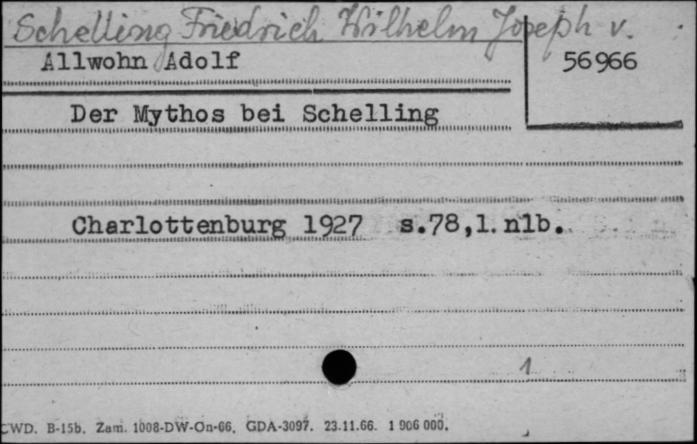 Schelling Friedrich Wilhelm Joseph v.
Allwohn Adolf
56966
Der Mythos bei Schelling
Charlottenburg 1927 s.78,1.nlb.
1
CWD. B-15b. Zam. 1008-DW-On-66. GDA-3097. 23.11.66. 1 906 000.